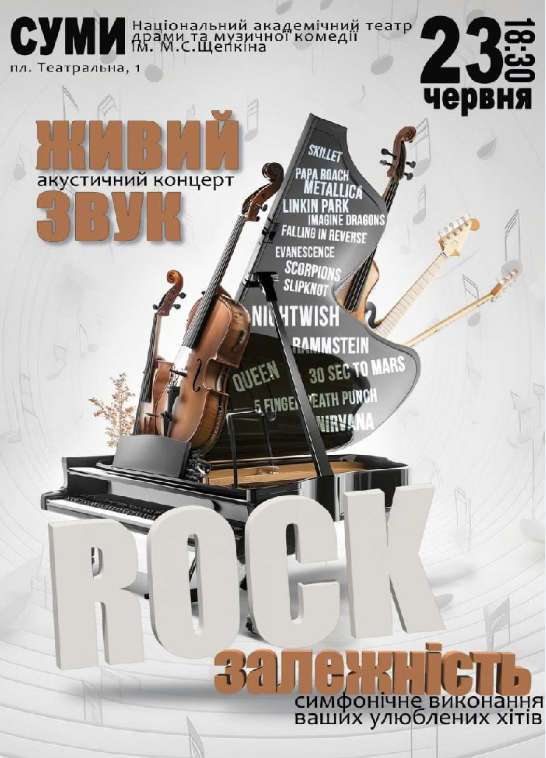 СУМИ
Національний академічний театр
драми та музичної комедії
ім. М.С.Щепкіна
пл. Театральна, 1
23
червня
18:30
ЖИВИЙ
акустичний концерт
ЗВУК
SKILLET
PAPA ROACH
METALLICA
LINKIN PARK
IMAGINE DRAGONS
FALLING IN REVERSE
EVANESCENCE
SCORPIONS
SLIPKNOT
NIGHTWISH
RAMMSTEIN
QUEEN
30 SEC TO MARS
5 FINGER DEATH PUNCH
NIRVANA
ROCK
залежність
симфонічне виконання
ваших улюблених хітів